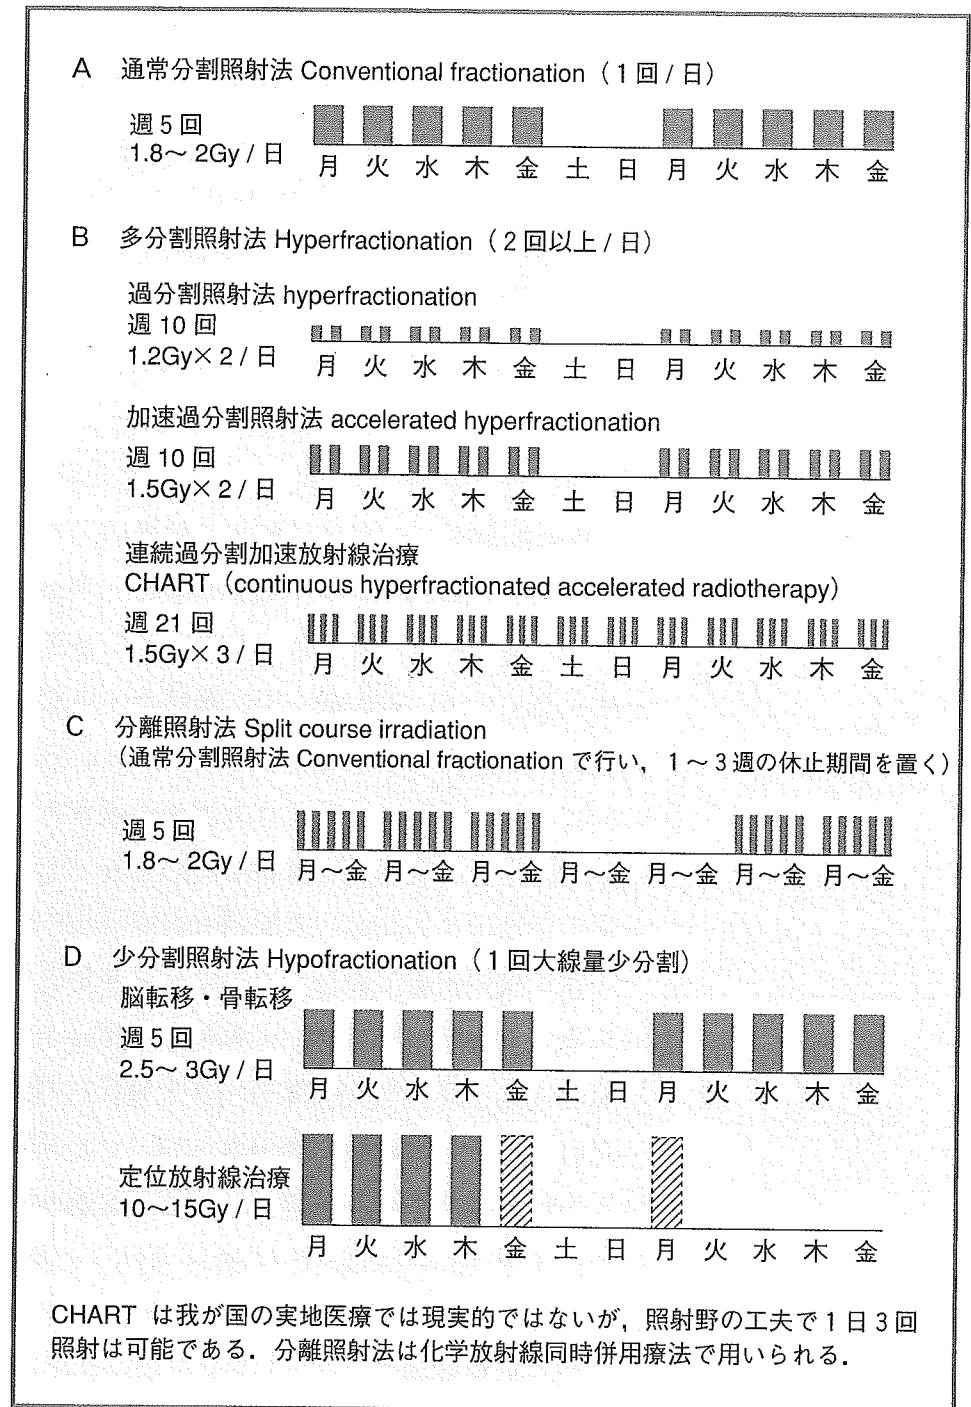 A 通常分割照射法 Conventional fractionation（1回 / 日）
週 5 回
1.8～ 2Gy / 日
月 火 水 木 金 土 日 月 火 水 木 金
B 多分割照射法 Hyperfractionation（2回以上 / 日）
過分割照射法 hyperfractionation
週 10 回
1.2Gy× 2 / 日
月 火 水 木 金 土 日 月 火 水 木 金
加速過分割照射法 accelerated hyperfractionation
週 10 回
1.5Gy× 2 / 日
月 火 水 木 金 土 日 月 火 水 木 金
連続過分割加速放射線治療
CHART（continuous hyperfractionated accelerated radiotherapy）
週 21 回
1.5Gy× 3 / 日
月 火 水 木 金 土 日 月 火 水 木 金
C 分離照射法 Split course irradiation
（通常分割照射法 Conventional fractionation で行い，1～3週の休止期間を置く）
週 5 回
1.8～ 2Gy / 日
月～金 月～金 月～金 月～金 月～金 月～金 月～金
D 少分割照射法 Hypofractionation（1回大線量少分割）
脳転移・骨転移
週 5 回
2.5～ 3Gy / 日
月 火 水 木 金 土 日 月 火 水 木 金
定位放射線治療
10～15Gy / 日
月 火 水 木 金 土 日 月 火 水 木 金
CHART は我が国の実地医療では現実的ではないが，照射野の工夫で1日3回
照射は可能である．分離照射法は化学放射線同時併用療法で用いられる．